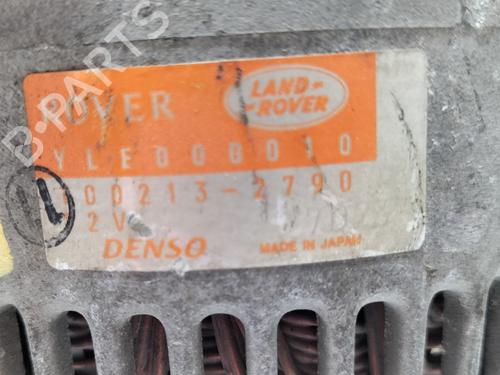 B-PARTS
ROVER
LAND-
-ROVER
YLE000010
100213-2790
12V
DENSO
MADE IN JAPAN